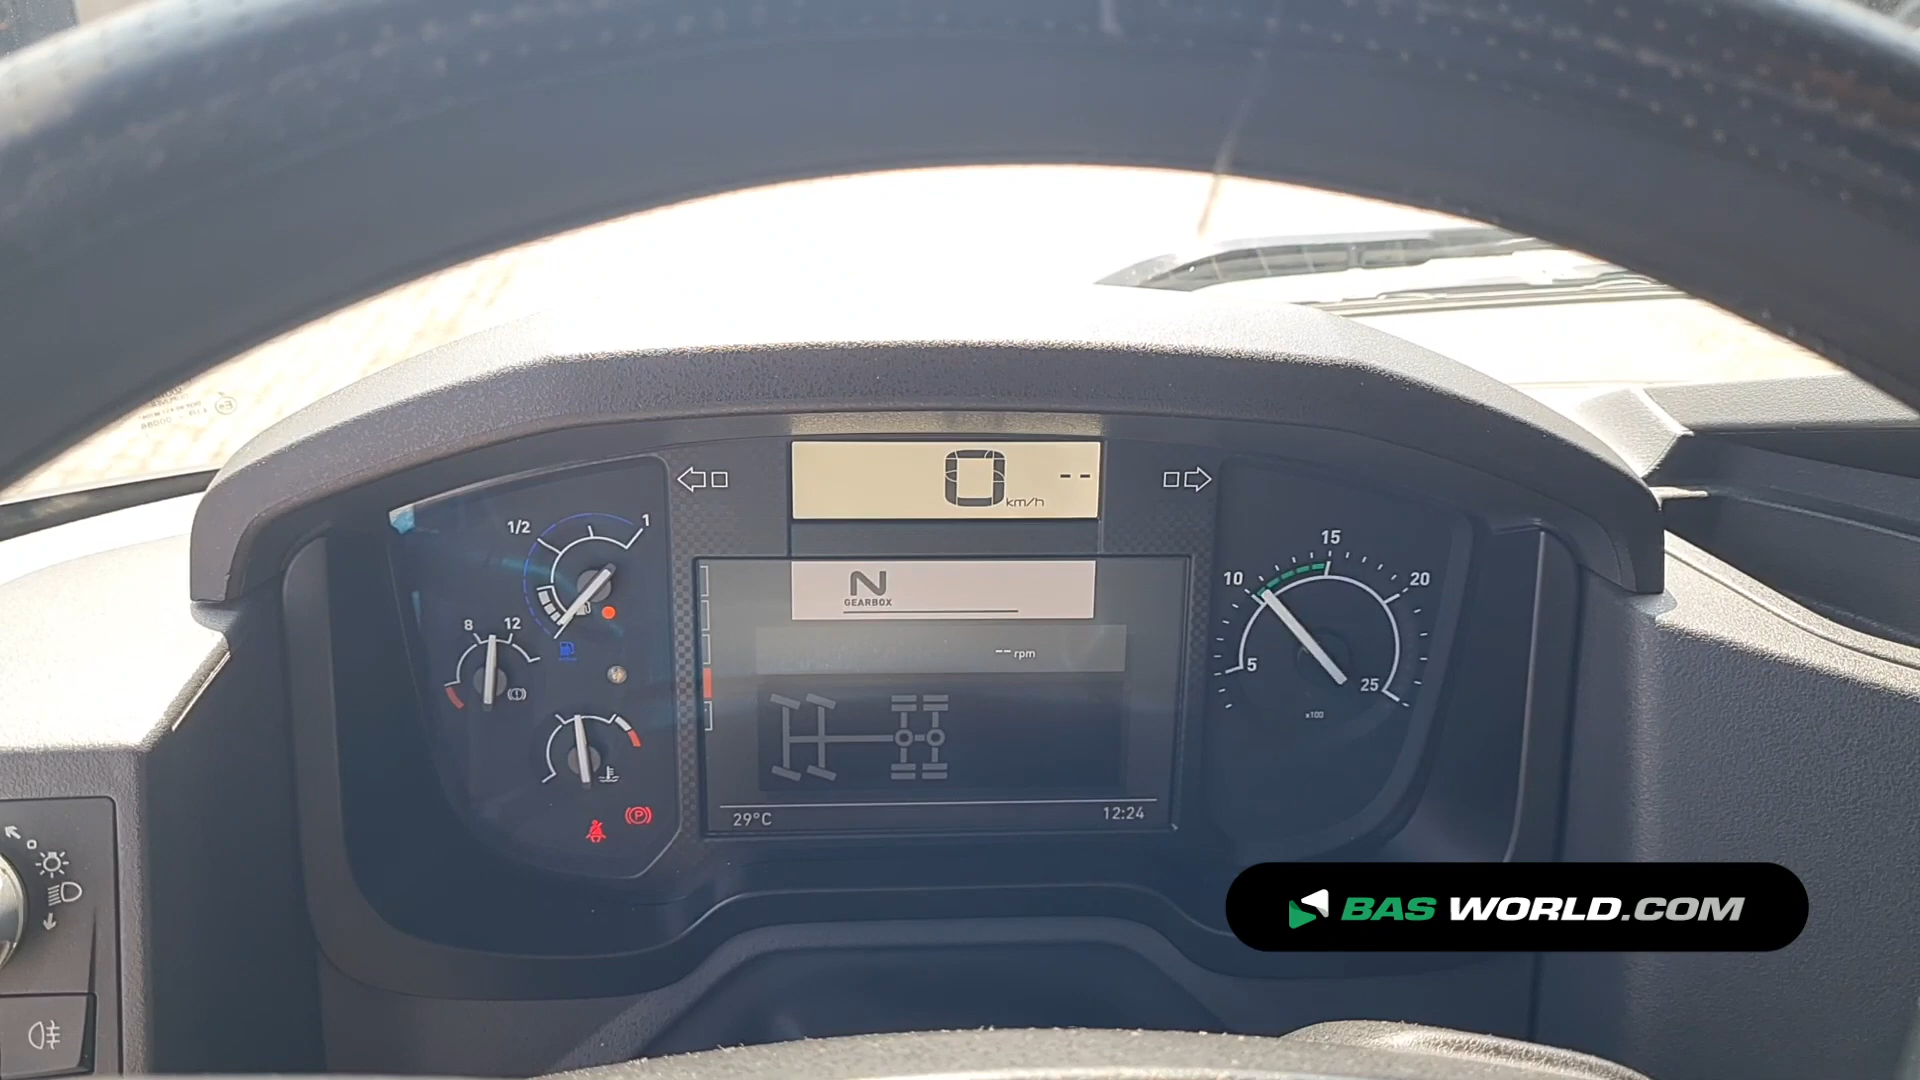 0 km/h --
1/2 1
8 12
N
GEARBOX
-- rpm
10 15 20
5 25
x100
P
29°C 12:24
BAS WORLD.COM